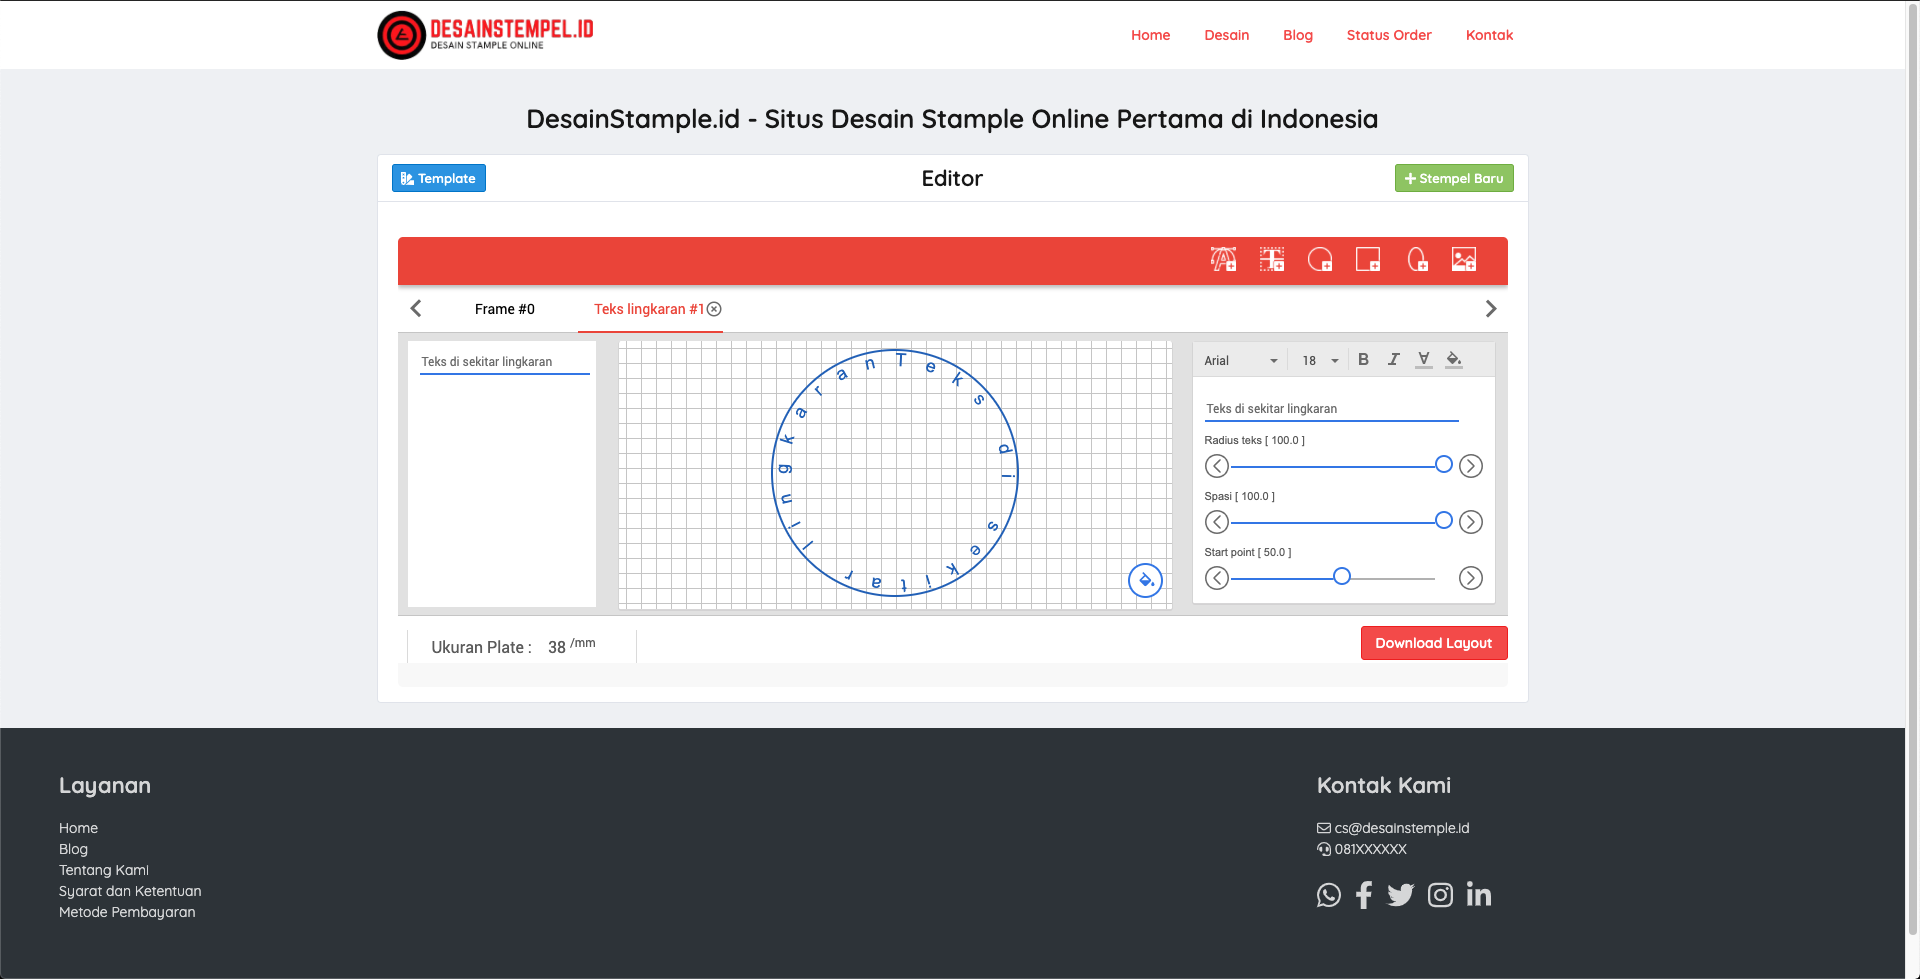 DESAINSTEMPEL.ID
DESAIN STAMPLE ONLINE
Home Desain Blog Status Order Kontak
DesainStample.id - Situs Desain Stample Online Pertama di Indonesia
Template Editor Stempel Baru
Frame #0 Teks lingkaran #1
Teks di sekitar lingkaran
Teks di sekitar lingkaran
Arial 18 B I A
Teks di sekitar lingkaran
Radius teks [ 100.0 ]
Spasi [ 100.0 ]
Start point [ 50.0 ]
Ukuran Plate : 38 /mm
Download Layout
Layanan
Home
Blog
Tentang Kami
Syarat dan Ketentuan
Metode Pembayaran
Kontak Kami
cs@desainstemple.id
081XXXXXX